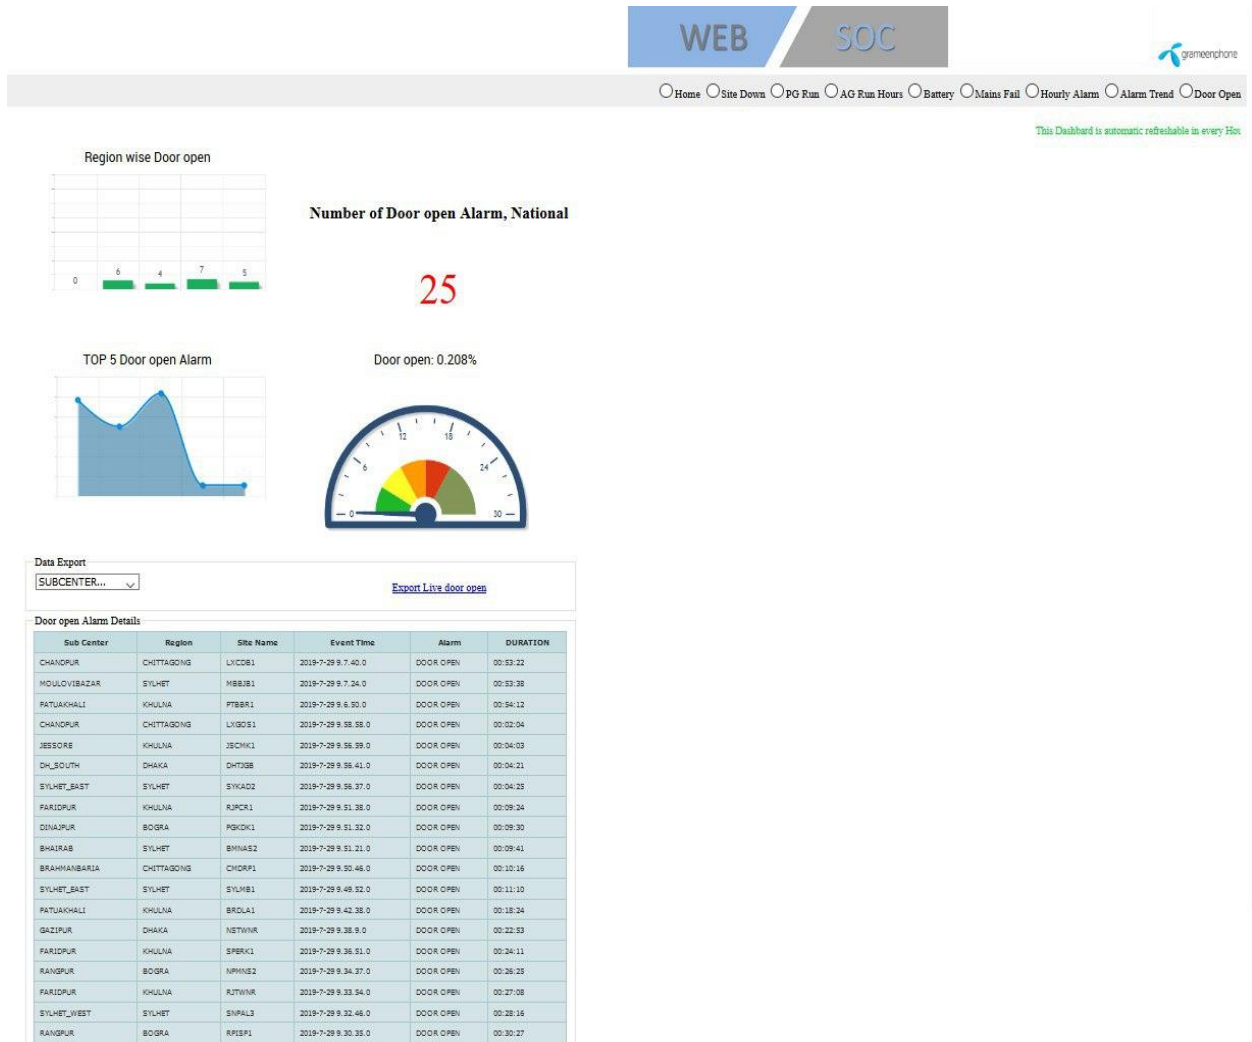 WEB SOC
grameenphone
Home Site Down PG Run AG Run Hours Battery Mains Fail Hourly Alarm Alarm Trend Door Open
This Dashbard is automatic refreshable in every Hou
Region wise Door open
0 6 4 7 5
Number of Door open Alarm, National
25
TOP 5 Door open Alarm
Door open: 0.208%
0 6 12 18 24 30
Data Export
SUBCENTER...
Export Live door open
Door open Alarm Details
Sub Center Region Site Name Event Time Alarm DURATION
CHANDPUR CHITTAGONG LXCDB1 2019-7-29 9.7.40.0 DOOR OPEN 00:53:22
MOULOVIBAZAR SYLHET MBBJB1 2019-7-29 9.7.24.0 DOOR OPEN 00:53:38
PATUAKHALI KHULNA PTBBR1 2019-7-29 9.6.50.0 DOOR OPEN 00:54:12
CHANDPUR CHITTAGONG LXGDS1 2019-7-29 9.58.58.0 DOOR OPEN 00:02:04
JESSORE KHULNA JSCMK1 2019-7-29 9.56.59.0 DOOR OPEN 00:04:03
DH_SOUTH DHAKA DHTJGB 2019-7-29 9.56.41.0 DOOR OPEN 00:04:21
SYLHET_EAST SYLHET SYKAD2 2019-7-29 9.56.37.0 DOOR OPEN 00:04:25
FARIDPUR KHULNA RJPCR1 2019-7-29 9.51.38.0 DOOR OPEN 00:09:24
DINAJPUR BOGRA PGKDK1 2019-7-29 9.51.32.0 DOOR OPEN 00:09:30
BHAIRAB SYLHET BMNAS2 2019-7-29 9.51.21.0 DOOR OPEN 00:09:41
BRAHMANBARIA CHITTAGONG CMDRP1 2019-7-29 9.50.46.0 DOOR OPEN 00:10:16
SYLHET_EAST SYLHET SYLMB1 2019-7-29 9.49.52.0 DOOR OPEN 00:11:10
PATUAKHALI KHULNA BRDLA1 2019-7-29 9.42.38.0 DOOR OPEN 00:18:24
GAZIPUR DHAKA NSTWNR 2019-7-29 9.38.9.0 DOOR OPEN 00:22:53
FARIDPUR KHULNA SPERK1 2019-7-29 9.36.51.0 DOOR OPEN 00:24:11
RANGPUR BOGRA NPMNS2 2019-7-29 9.34.37.0 DOOR OPEN 00:26:25
FARIDPUR KHULNA RJTWNR 2019-7-29 9.33.54.0 DOOR OPEN 00:27:08
SYLHET_WEST SYLHET SNPAL3 2019-7-29 9.32.46.0 DOOR OPEN 00:28:16
RANGPUR BOGRA RPISP1 2019-7-29 9.30.35.0 DOOR OPEN 00:30:27